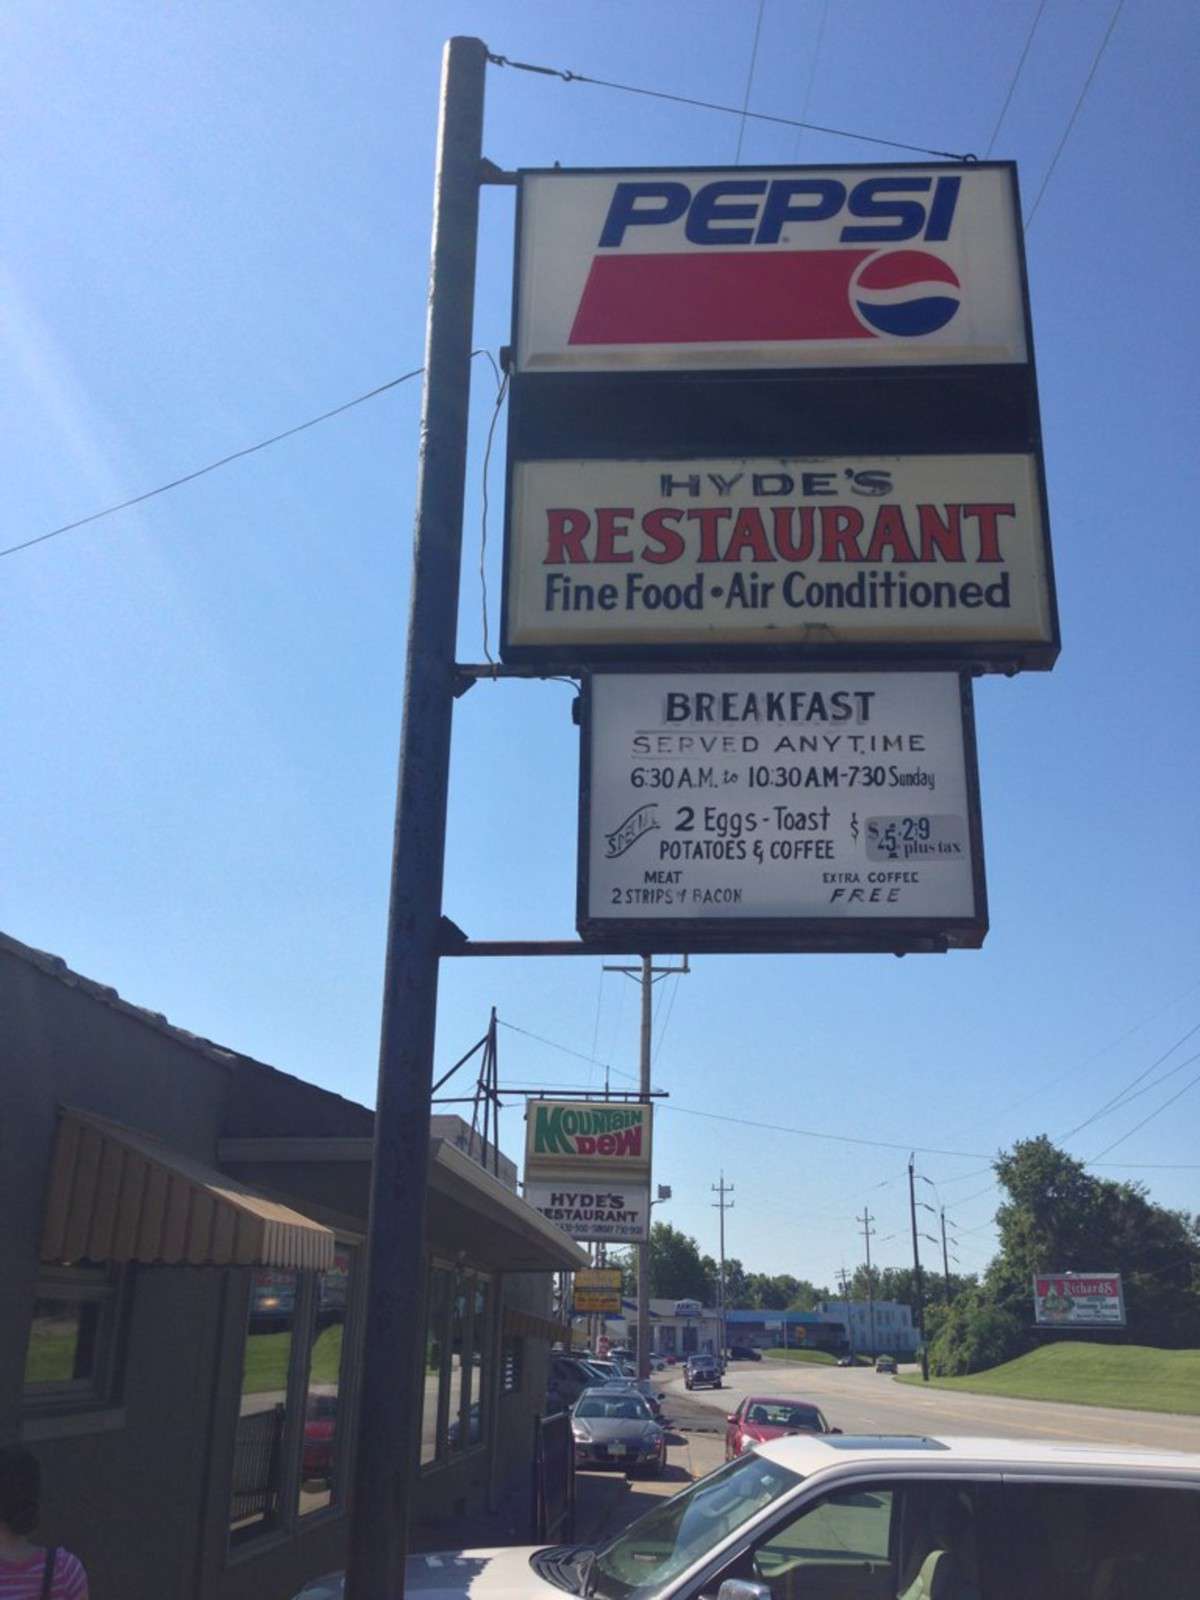 PEPSI
HYDE'S
RESTAURANT
Fine Food • Air Conditioned
BREAKFAST
SERVED ANYTIME
6:30 A.M. to 10:30 AM-7:30 Sunday
SPECIAL 2 Eggs - Toast
POTATOES & COFFEE $ $5.29 plus tax
MEAT
2 STRIPS of BACON
EXTRA COFFEE
FREE
MOUNTAIN
DEW
HYDE'S
RESTAURANT
Richard's